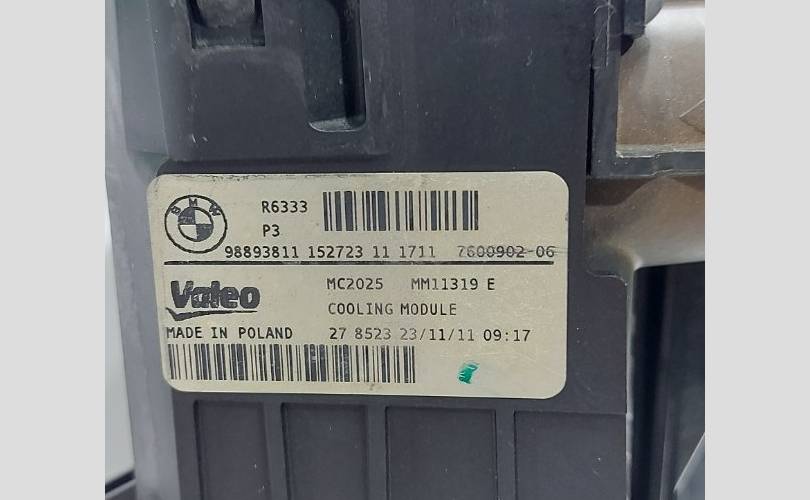 BMW
R6333
P3
98893811 152723 11 1711 7600902-06
Valeo
MC2025 MM11319 E
COOLING MODULE
MADE IN POLAND 27 8523 23/11/11 09:17